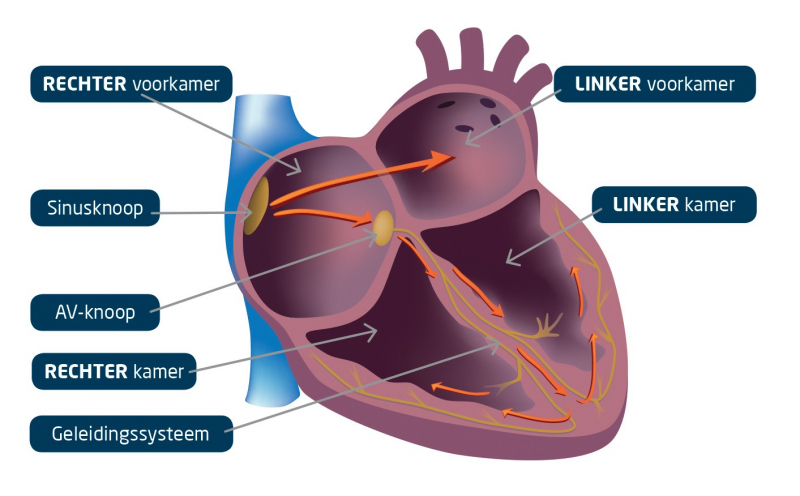 RECHTER voorkamer
LINKER voorkamer
Sinusknoop
LINKER kamer
AV-knoop
RECHTER kamer
Geleidingssysteem